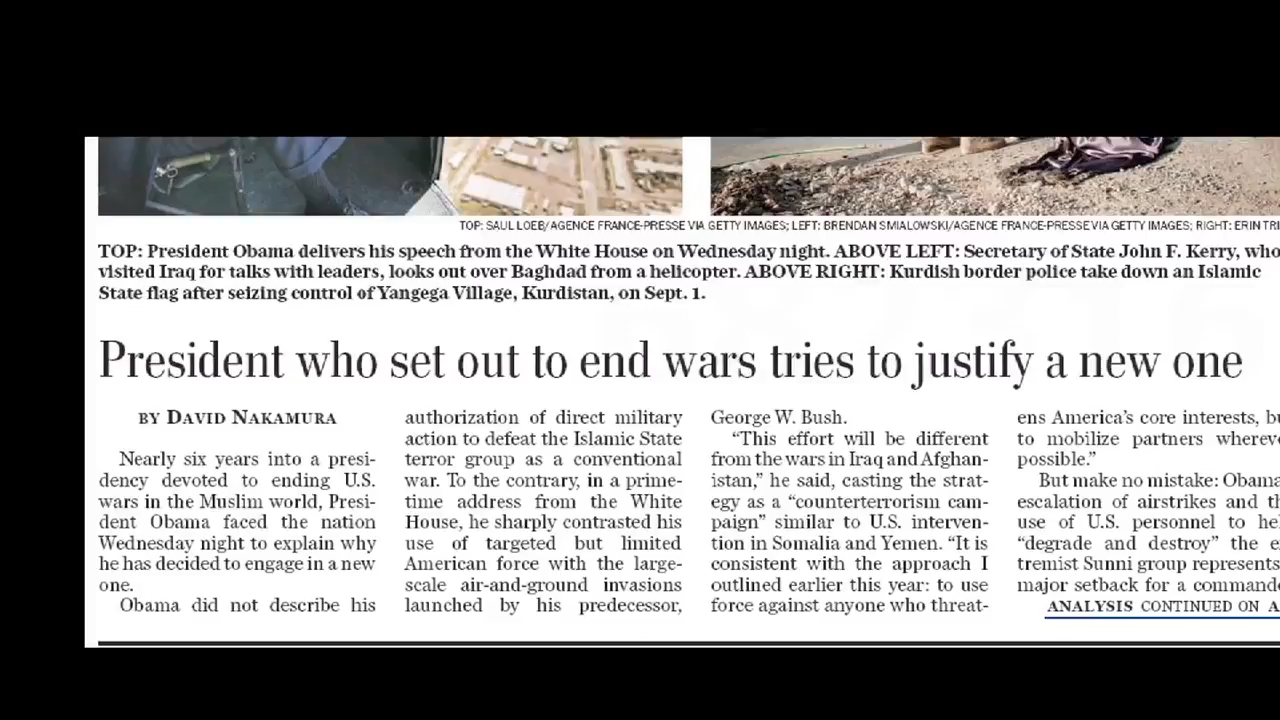 TOP: SAUL LOEB/AGENCE FRANCE-PRESSE VIA GETTY IMAGES; LEFT: BRENDAN SMIALOWSKI/AGENCE FRANCE-PRESSE VIA GETTY IMAGES; RIGHT: ERIN
TOP: President Obama delivers his speech from the White House on Wednesday night. ABOVE LEFT: Secretary of State John F. Kerry, who
visited Iraq for talks with leaders, looks out over Baghdad from a helicopter. ABOVE RIGHT: Kurdish border police take down an Islamic
State flag after seizing control of Yangega Village, Kurdistan, on Sept. 1.
President who set out to end wars tries to justify a new one
BY DAVID NAKAMURA
Nearly six years into a presi-
dency devoted to ending U.S.
wars in the Muslim world, Presi-
dent Obama faced the nation
Wednesday night to explain why
he has decided to engage in a new
one.
Obama did not describe his
authorization of direct military
action to defeat the Islamic State
terror group as a conventional
war. To the contrary, in a prime-
time address from the White
House, he sharply contrasted his
use of targeted but limited
American force with the large-
scale air-and-ground invasions
launched by his predecessor,
George W. Bush.
“This effort will be different
from the wars in Iraq and Afghan-
istan,” he said, casting the strat-
egy as a “counterterrorism cam-
paign” similar to U.S. interven-
tion in Somalia and Yemen. “It is
consistent with the approach I
outlined earlier this year: to use
force against anyone who threat-
ens America’s core interests,
to mobilize partners
possible.”
But make no mistake: Obama
escalation of airstrikes and
use of U.S. personnel to
“degrade and destroy” the
tremist Sunni group represents
major setback for a
ANALYSIS CONTINUED ON